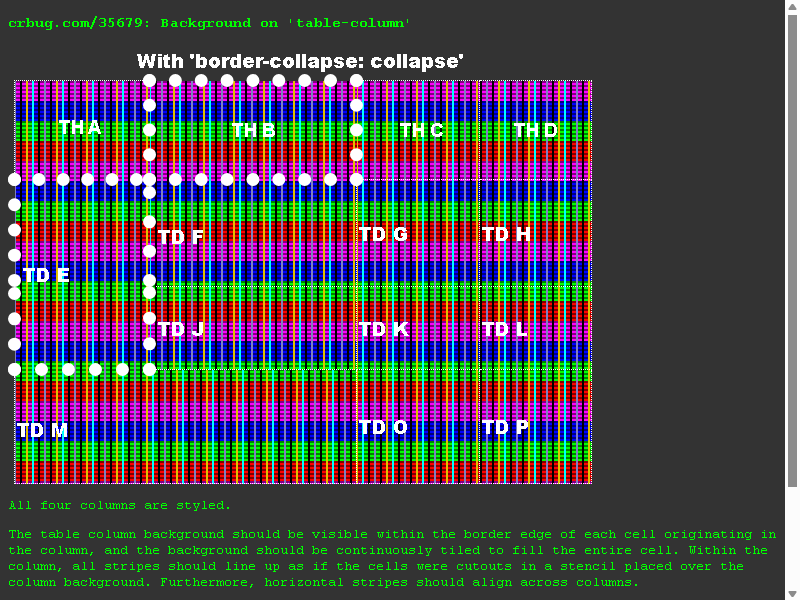 crbug.com/35679: Background on 'table-column'
With 'border-collapse: collapse'
TH A TH B TH C TH D
TD E TD F TD G TD H
TD J TD K TD L
TD M TD O TD P
All four columns are styled.
The table column background should be visible within the border edge of each cell originating in
the column, and the background should be continuously tiled to fill the entire cell. Within the
column, all stripes should line up as if the cells were cutouts in a stencil placed over the
column background. Furthermore, horizontal stripes should align across columns.